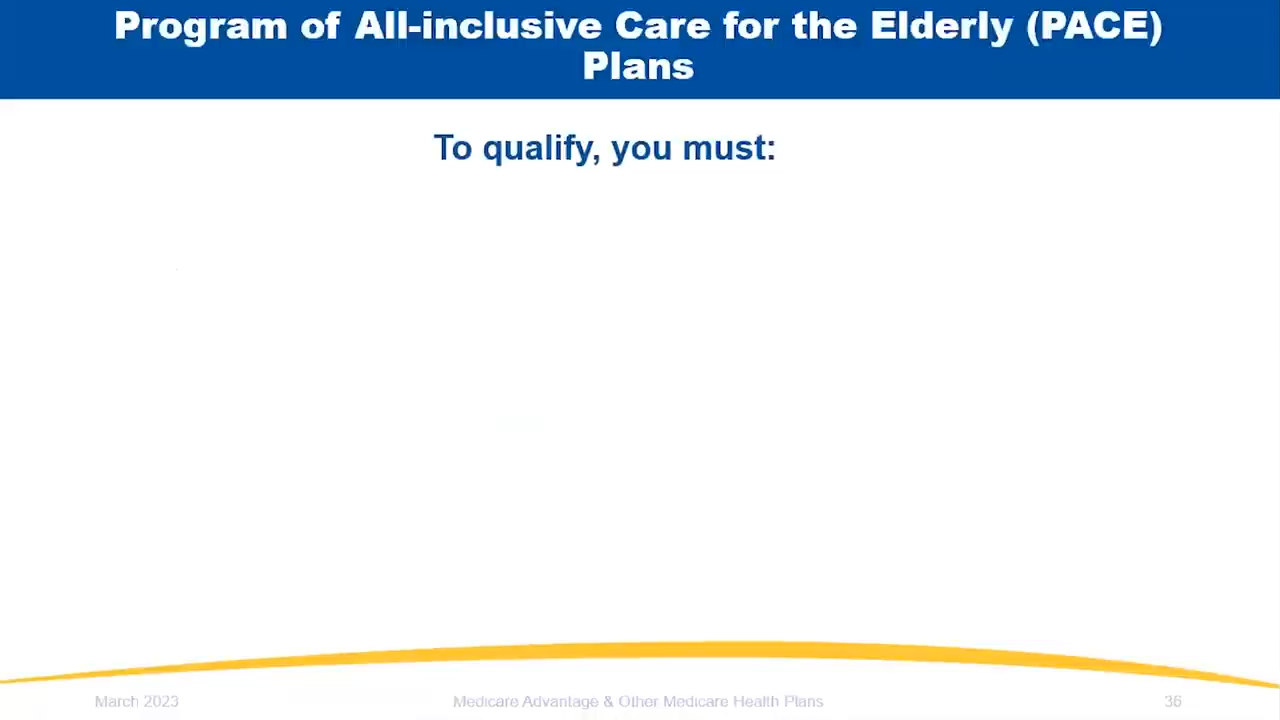 Program of All-inclusive Care for the Elderly (PACE)
Plans
To qualify, you must:
March 2023
Medicare Advantage & Other Medicare Health Plans
36